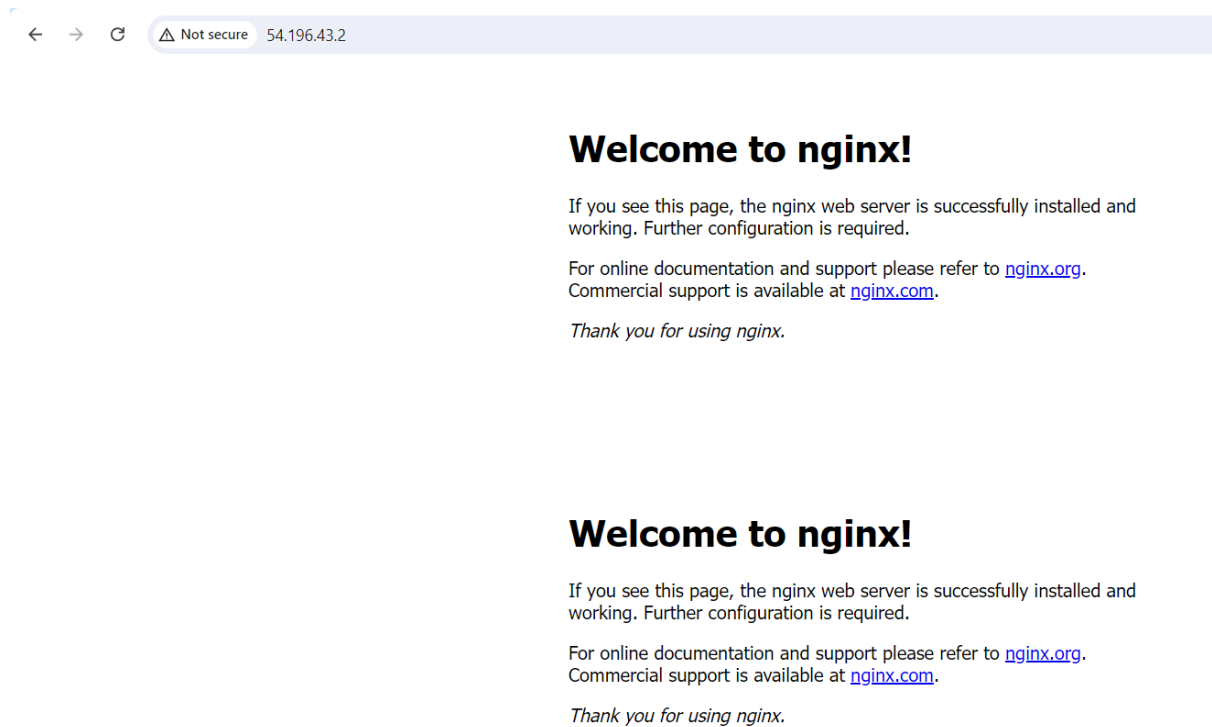 Not secure 54.196.43.2
Welcome to nginx!
If you see this page, the nginx web server is successfully installed and
working. Further configuration is required.
For online documentation and support please refer to nginx.org.
Commercial support is available at nginx.com.
Thank you for using nginx.
Welcome to nginx!
If you see this page, the nginx web server is successfully installed and
working. Further configuration is required.
For online documentation and support please refer to nginx.org.
Commercial support is available at nginx.com.
Thank you for using nginx.